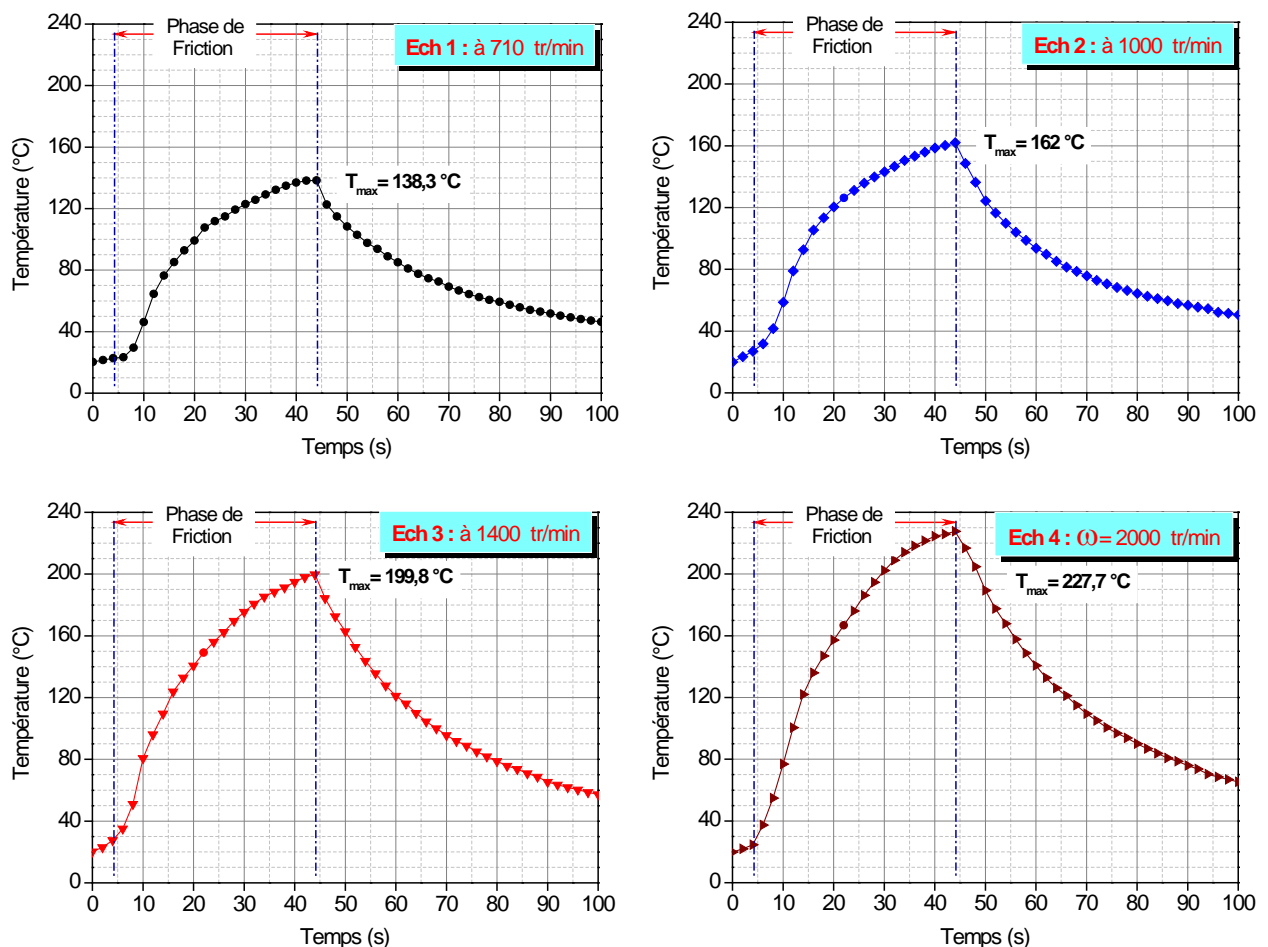 Phase de
Friction
Ech 1 : à 710 tr/min
Tmax= 138,3 °C
Température (°C)
240
200
160
120
80
40
0
0 10 20 30 40 50 60 70 80 90 100
Temps (s)
Phase de
Friction
Ech 2 : à 1000 tr/min
Tmax= 162 °C
Température (°C)
240
200
160
120
80
40
0
0 10 20 30 40 50 60 70 80 90 100
Temps (s)
Phase de
Friction
Ech 3 : à 1400 tr/min
Tmax= 199,8 °C
Température (°C)
240
200
160
120
80
40
0
0 10 20 30 40 50 60 70 80 90 100
Temps (s)
Phase de
Friction
Ech 4 : ω = 2000 tr/min
Tmax= 227,7 °C
Température (°C)
240
200
160
120
80
40
0
0 10 20 30 40 50 60 70 80 90 100
Temps (s)